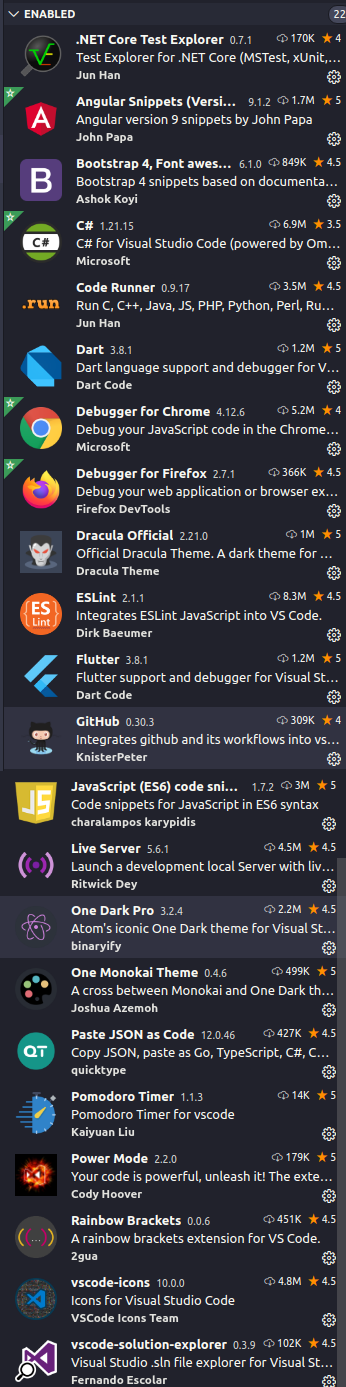 ENABLED 22
.NET Core Test Explorer 0.7.1 170K ★ 4
Test Explorer for .NET Core (MSTest, xUnit,...
Jun Han
Angular Snippets (Versi... 9.1.2 1.7M ★ 5
Angular version 9 snippets by John Papa
John Papa
Bootstrap 4, Font awes... 6.1.0 849K ★ 4.5
Bootstrap 4 snippets based on documenta...
Ashok Koyi
C# 1.21.15 6.9M ★ 3.5
C# for Visual Studio Code (powered by Om...
Microsoft
Code Runner 0.9.17 3.5M ★ 4.5
Run C, C++, Java, JS, PHP, Python, Perl, Ru...
Jun Han
Dart 3.8.1 1.2M ★ 5
Dart language support and debugger for V...
Dart Code
Debugger for Chrome 4.12.6 5.2M ★ 4
Debug your JavaScript code in the Chrome...
Microsoft
Debugger for Firefox 2.7.1 366K ★ 4.5
Debug your web application or browser ex...
Firefox DevTools
Dracula Official 2.21.0 1M ★ 5
Official Dracula Theme. A dark theme for ...
Dracula Theme
ESLint 2.1.1 8.3M ★ 4.5
Integrates ESLint JavaScript into VS Code.
Dirk Baeumer
Flutter 3.8.1 1.2M ★ 5
Flutter support and debugger for Visual St...
Dart Code
GitHub 0.30.3 309K ★ 4
Integrates github and its workflows into vs...
KnisterPeter
JavaScript (ES6) code sni... 1.7.2 3M ★ 5
Code snippets for JavaScript in ES6 syntax
charalampos karypidis
Live Server 5.6.1 4.5M ★ 4.5
Launch a development local Server with liv...
Ritwick Dey
One Dark Pro 3.2.4 2.2M ★ 4.5
Atom's iconic One Dark theme for Visual St...
binaryify
One Monokai Theme 0.4.6 499K ★ 5
A cross between Monokai and One Dark th...
Joshua Azemoh
Paste JSON as Code 12.0.46 427K ★ 4.5
Copy JSON, paste as Go, TypeScript, C#, C...
quicktype
Pomodoro Timer 1.1.3 14K ★ 5
Pomodoro Timer for vscode
Kaiyuan Liu
Power Mode 2.2.0 179K ★ 5
Your code is powerful, unleash it! The exte...
Cody Hoover
Rainbow Brackets 0.0.6 451K ★ 4.5
A rainbow brackets extension for VS Code.
2gua
vscode-icons 10.0.0 4.8M ★ 4.5
Icons for Visual Studio Code
VSCode Icons Team
vscode-solution-explorer 0.3.9 102K ★ 4.5
Visual Studio .sln file explorer for Visual St...
Fernando Escolar